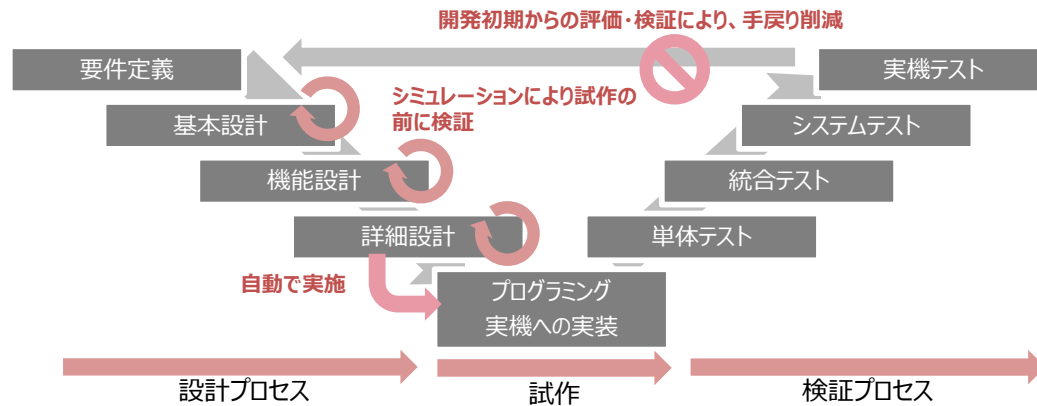 開発初期からの評価・検証により、手戻り削減
要件定義
実機テスト
シミュレーションにより試作の
前に検証
基本設計
システムテスト
機能設計
統合テスト
詳細設計
単体テスト
自動で実施
プログラミング
実機への実装
設計プロセス
試作
検証プロセス